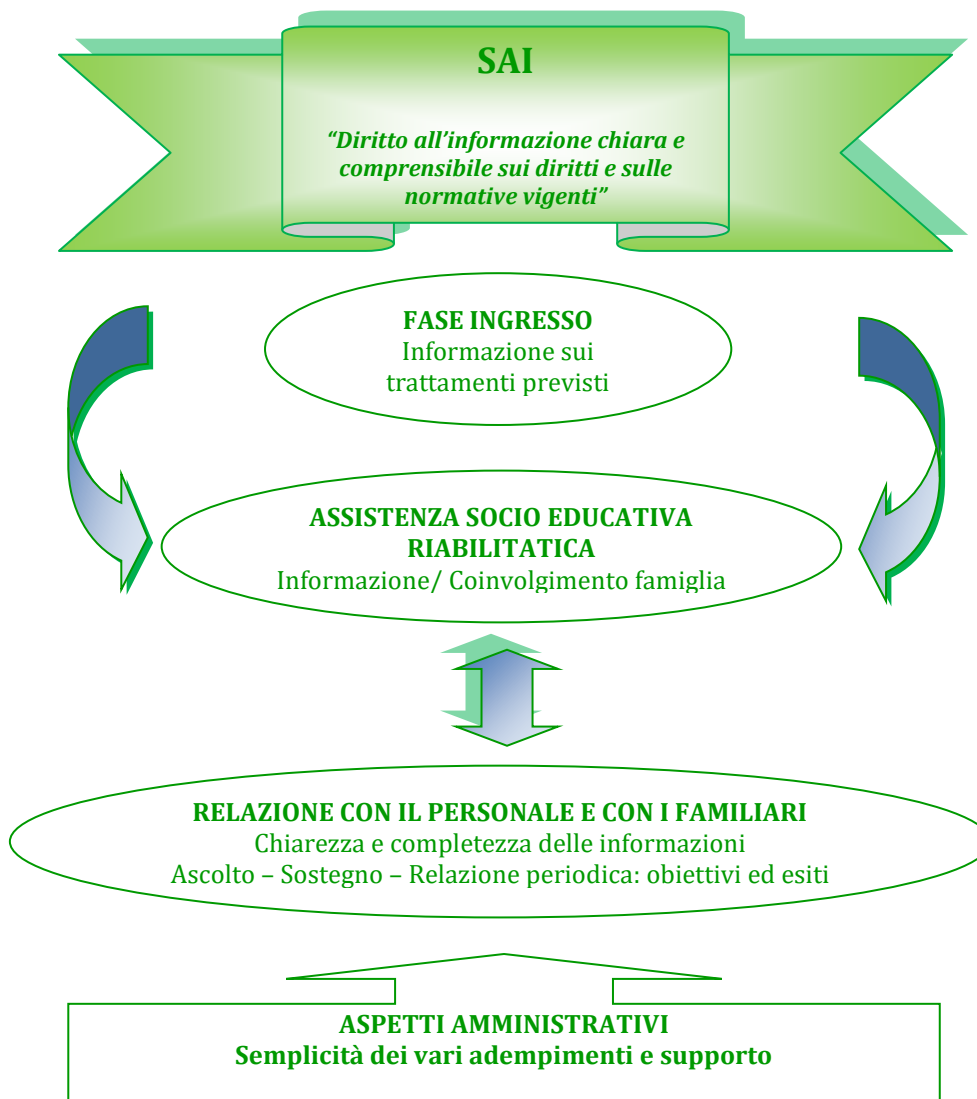 SAI
“Diritto all’informazione chiara e
comprensibile sui diritti e sulle
normative vigenti”
FASE INGRESSO
Informazione sui
trattamenti previsti
ASSISTENZA SOCIO EDUCATIVA
RIABILITATICA
Informazione/ Coinvolgimento famiglia
RELAZIONE CON IL PERSONALE E CON I FAMILIARI
Chiarezza e completezza delle informazioni
Ascolto – Sostegno – Relazione periodica: obiettivi ed esiti
ASPETTI AMMINISTRATIVI
Semplicità dei vari adempimenti e supporto